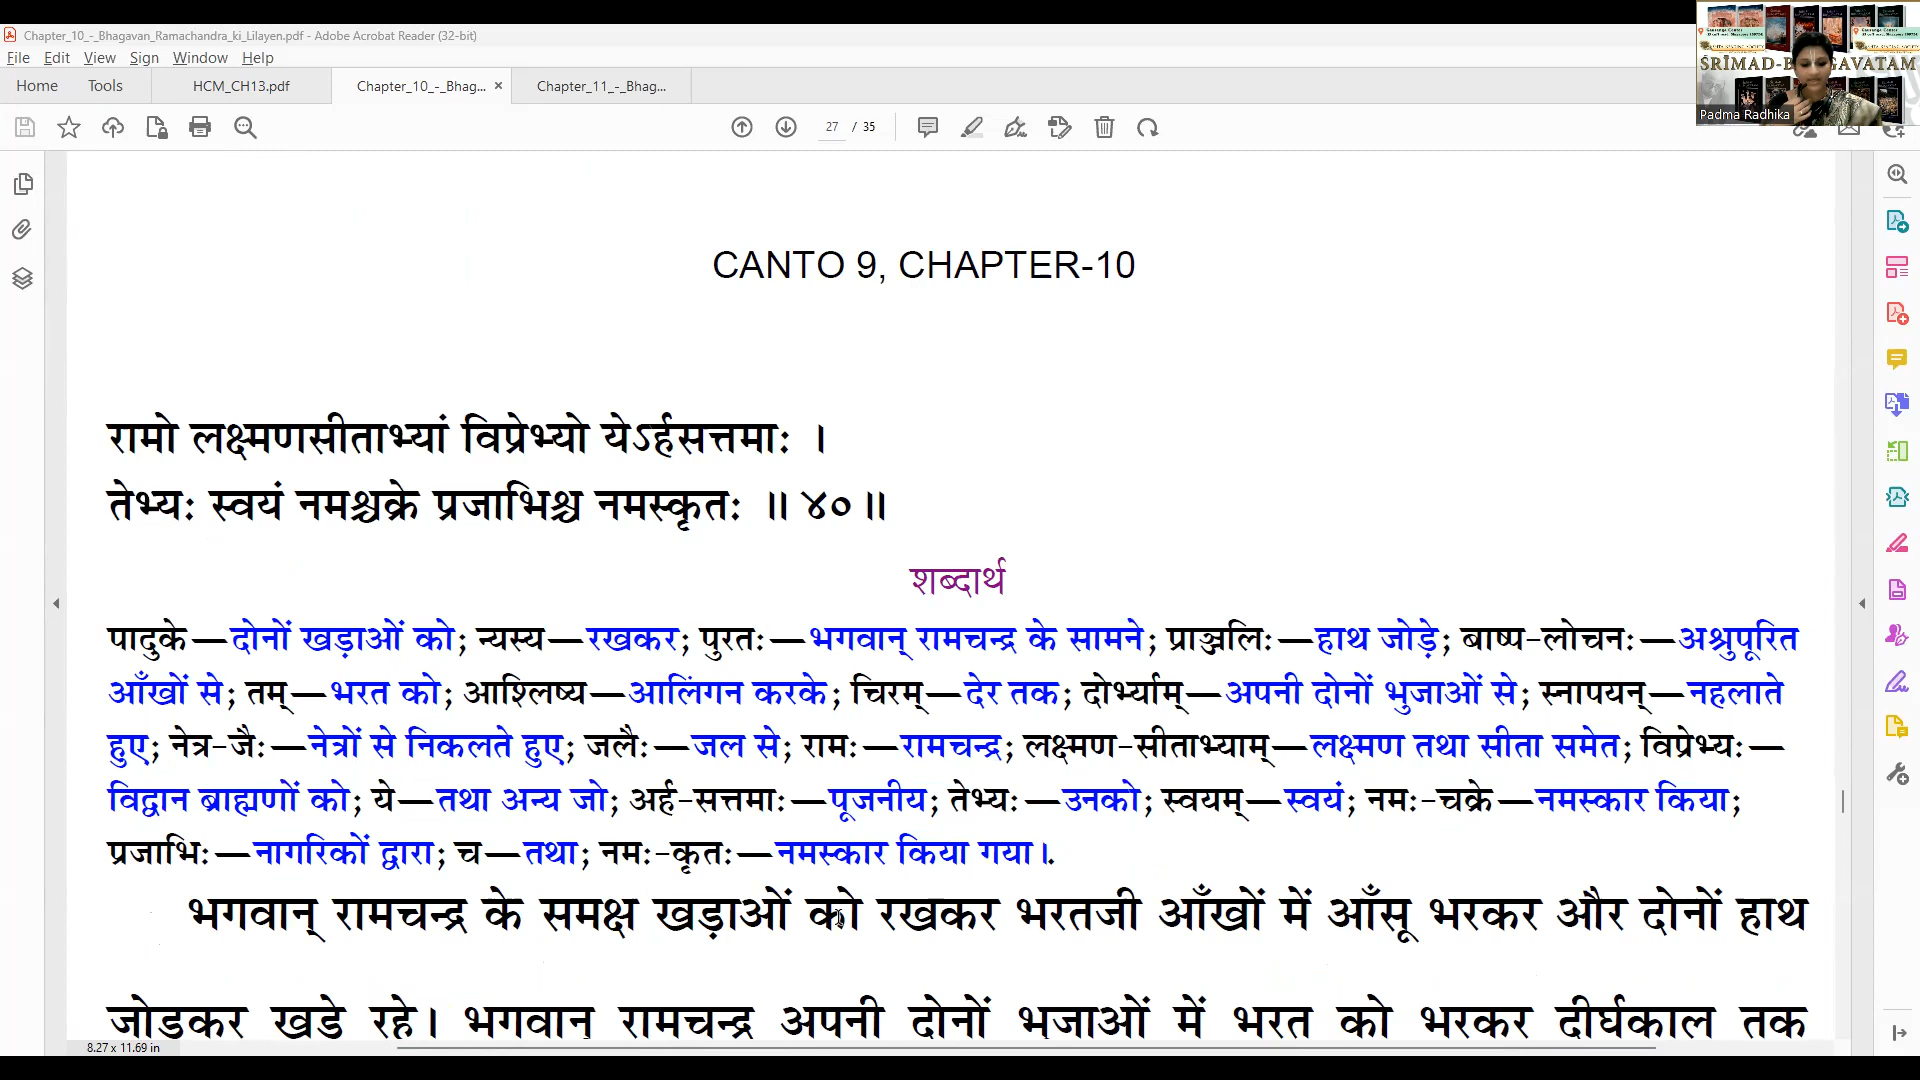 Chapter_10_-_Bhagavan_Ramachandra_ki_Lilayen.pdf - Adobe Acrobat Reader (32-bit)
File Edit View Sign Window Help
Home Tools HCM_CH13.pdf Chapter_10_-_Bhag... × Chapter_11_-_Bhag...
27 / 35
SRĪMAD-BHAGAVATAM
Padma Radhika
CANTO 9, CHAPTER-10
रामो लक्ष्मणसीताभ्यां विप्रेभ्यो येऽर्हसत्तमाः ।
तेभ्यः स्वयं नमश्चक्रे प्रजाभिश्च नमस्कृतः ॥ ४० ॥
शब्दार्थ
पादुके—दोनों खड़ाओं को; न्यस्य—रखकर; पुरतः—भगवान् रामचन्द्र के सामने; प्राञ्जलिः—हाथ जोड़े; बाष्प-लोचनः—अश्रुपूरित
आँखों से; तम्—भरत को; आश्लिष्य—आलिंगन करके; चिरम्—देर तक; दोर्भ्याम्—अपनी दोनों भुजाओं से; स्नापयन्—नहलाते
हुए; नेत्र-जैः—नेत्रों से निकलते हुए; जलैः—जल से; रामः—रामचन्द्र; लक्ष्मण-सीताभ्याम्—लक्ष्मण तथा सीता समेत; विप्रेभ्यः—
विद्वान ब्राह्मणों को; ये—तथा अन्य जो; अर्ह-सत्तमाः—पूजनीय; तेभ्यः—उनको; स्वयम्—स्वयं; नमः-चक्रे—नमस्कार किया;
प्रजाभिः—नागरिकों द्वारा; च—तथा; नमः-कृतः—नमस्कार किया गया।.
भगवान् रामचन्द्र के समक्ष खड़ाओं को रखकर भरतजी आँखों में आँसू भरकर और दोनों हाथ
जोडकर खडे रहे। भगवान् रामचन्द्र अपनी दोनों भुजाओं में भरत को भरकर दीर्घकाल तक
8.27 x 11.69 in